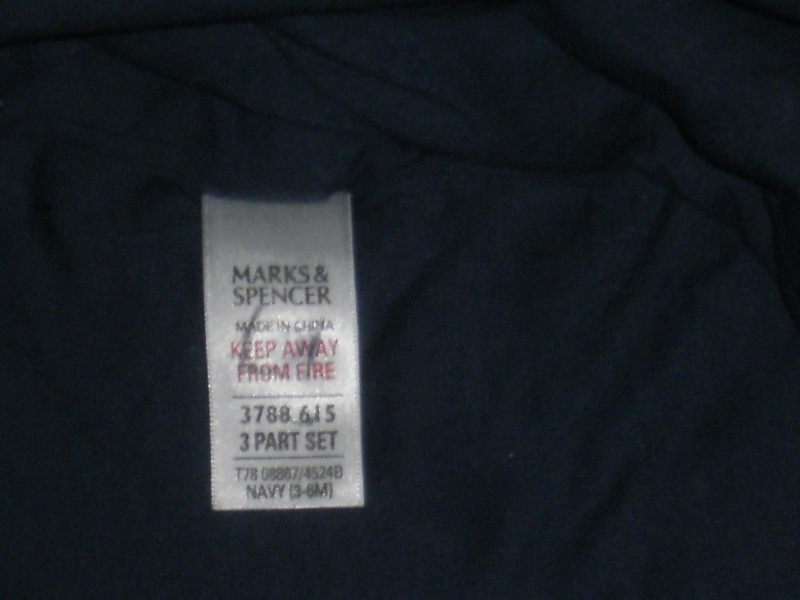 MARKS &
SPENCER
MADE IN CHINA
KEEP AWAY
FROM FIRE
3788 615
3 PART SET
T78 08867/4524B
NAVY (3-6M)